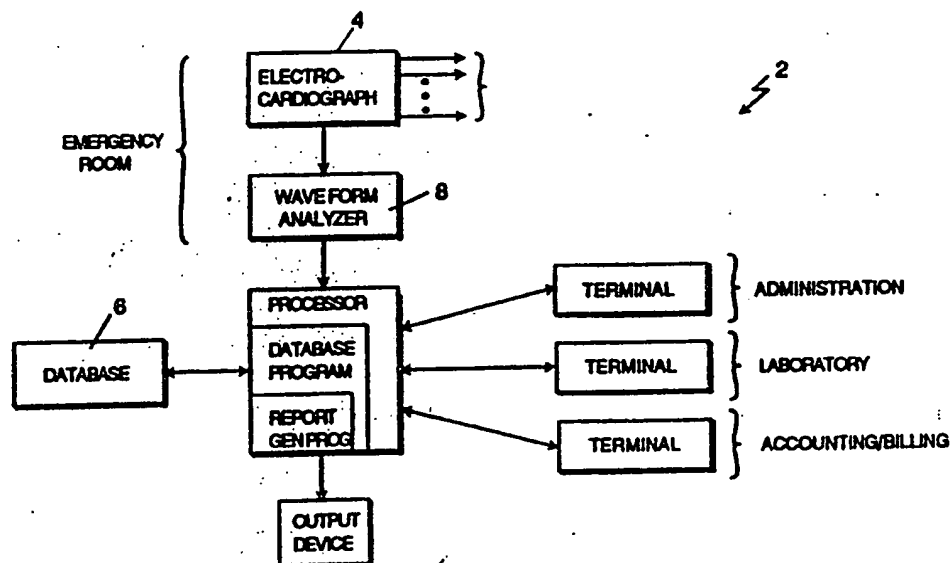 4
ELECTRO-
CARDIOGRAPH
2
EMERGENCY
ROOM
WAVE FORM
ANALYZER
8
PROCESSOR
TERMINAL
ADMINISTRATION
6
DATABASE
DATABASE
PROGRAM
TERMINAL
LABORATORY
REPORT
GEN PROG
TERMINAL
ACCOUNTING/BILLING
OUTPUT
DEVICE